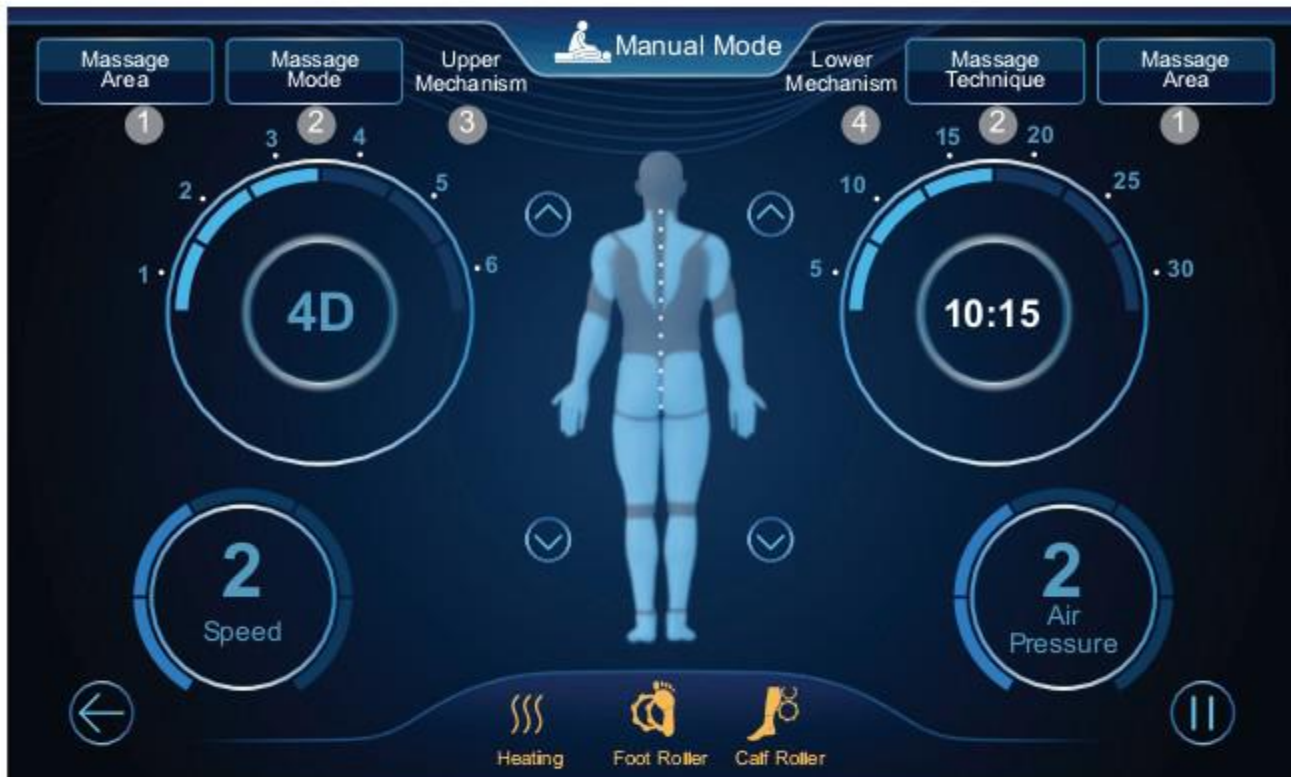 Manual Mode
Massage
Area
1
Massage
Mode
2
Upper
Mechanism
3
Lower
Mechanism
4
Massage
Technique
2
Massage
Area
1
1
2
3
4
5
6
4D
5
10
15
20
25
30
10:15
2
Speed
2
Air
Pressure
Heating
Foot Roller
Calf Roller